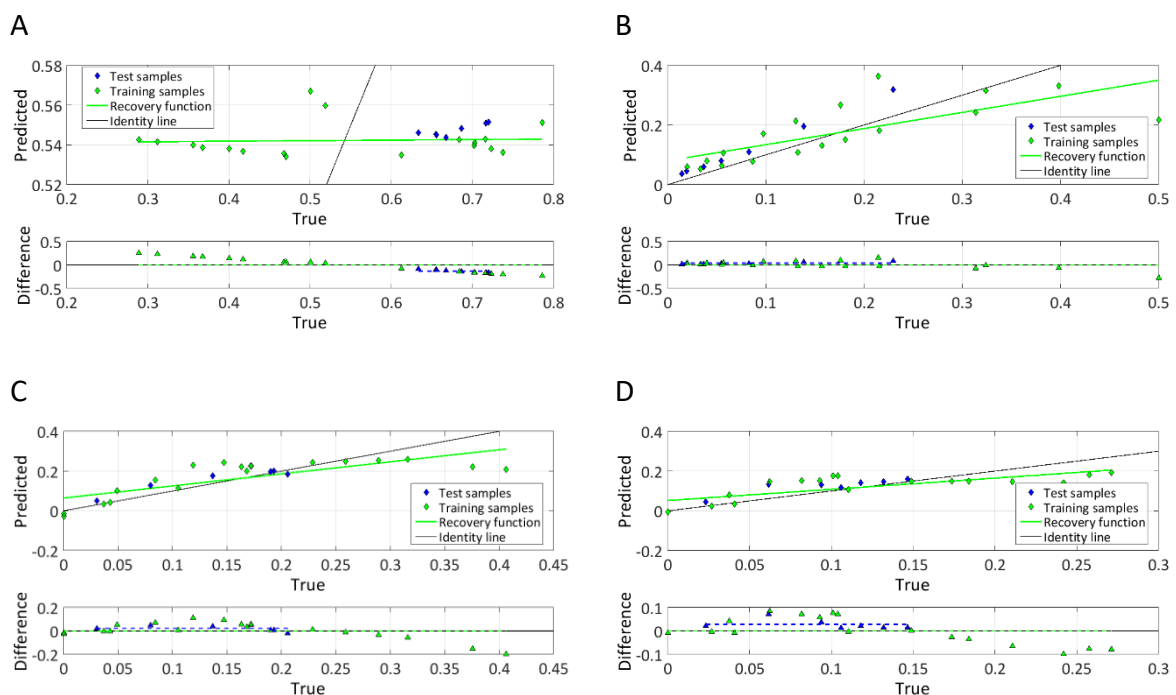 A
Predicted
0.58
0.56
0.54
0.52
Test samples
Training samples
Recovery function
Identity line
0.2 0.3 0.4 0.5 0.6 0.7 0.8
True
Difference
0.5
0
-0.5
0.2 0.3 0.4 0.5 0.6 0.7 0.8
True
B
Predicted
0.4
0.2
0
Test samples
Training samples
Recovery function
Identity line
0 0.1 0.2 0.3 0.4 0.5
True
Difference
0.5
0
-0.5
0 0.1 0.2 0.3 0.4 0.5
True
C
Predicted
0.4
0.2
0
-0.2
Test samples
Training samples
Recovery function
Identity line
0 0.05 0.1 0.15 0.2 0.25 0.3 0.35 0.4 0.45
True
Difference
0.2
0
-0.2
0 0.05 0.1 0.15 0.2 0.25 0.3 0.35 0.4 0.45
True
D
Predicted
0.4
0.2
0
-0.2
Test samples
Training samples
Recovery function
Identity line
0 0.05 0.1 0.15 0.2 0.25 0.3
True
Difference
0.1
0
-0.1
0 0.05 0.1 0.15 0.2 0.25 0.3
True